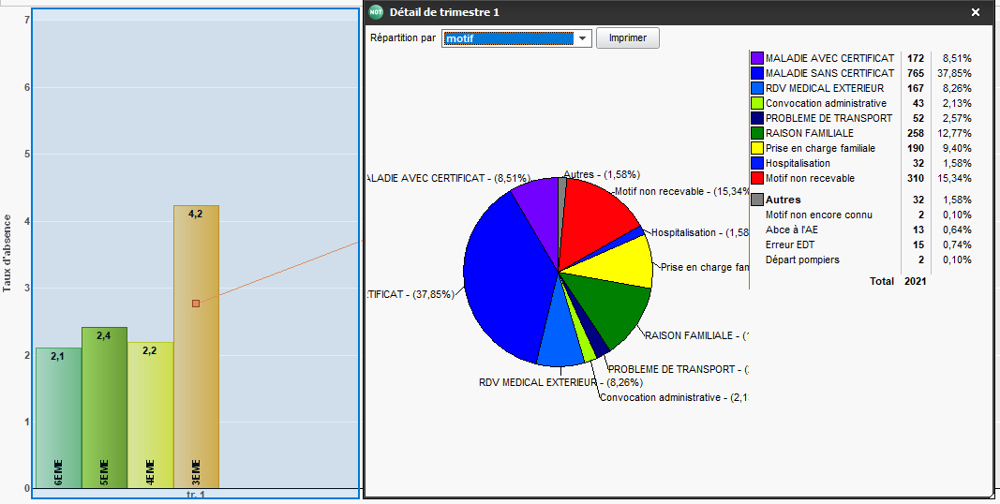 7
6
5
4
3
2
1
0
Taux d'absence
2,1
2,4
2,2
4,2
6EME
5EME
4EME
3EME
tr. 1
NOT
Détail de trimestre 1
Répartition par motif Imprimer
ALADIE AVEC CERTIFICAT - (8,51%)
Autres - (1,58%)
Motif non recevable - (15,34%
Hospitalisation - (1,58
Prise en charge fam
RAISON FAMILIALE - (1
PROBLEME DE TRANSPORT - (2
Convocation administrative - (2,13
RDV MEDICAL EXTERIEUR - (8,26%)
TIFICAT - (37,85%)
MALADIE AVEC CERTIFICAT 172 8,51%
MALADIE SANS CERTIFICAT 765 37,85%
RDV MEDICAL EXTERIEUR 167 8,26%
Convocation administrative 43 2,13%
PROBLEME DE TRANSPORT 52 2,57%
RAISON FAMILIALE 258 12,77%
Prise en charge familiale 190 9,40%
Hospitalisation 32 1,58%
Motif non recevable 310 15,34%
Autres 32 1,58%
Motif non encore connu 2 0,10%
Abce à l'AE 13 0,64%
Erreur EDT 15 0,74%
Départ pompiers 2 0,10%
Total 2021